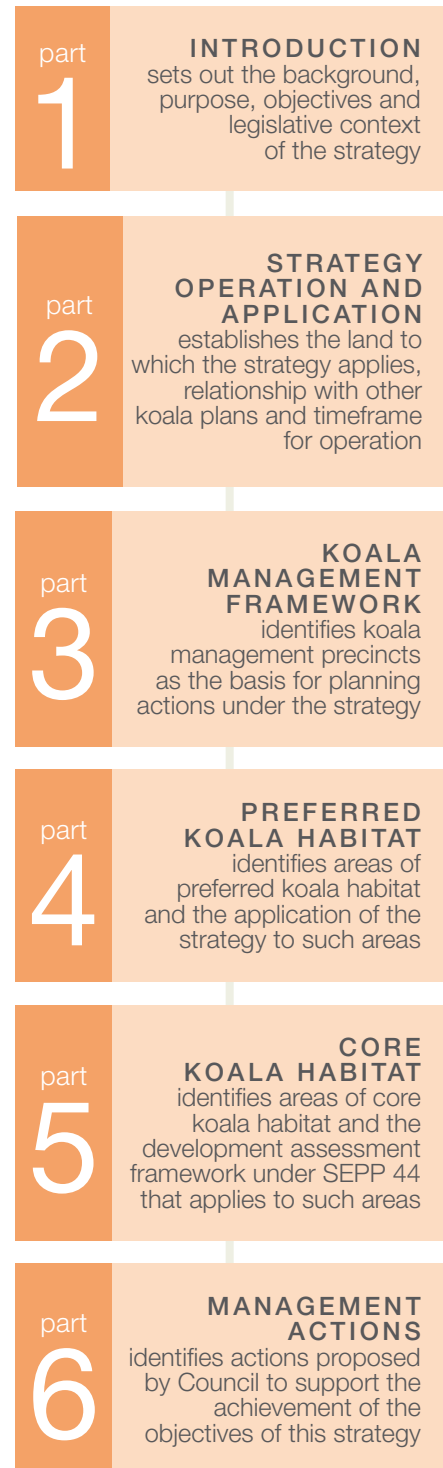 part
1
INTRODUCTION
sets out the background,
purpose, objectives and
legislative context
of the strategy
part
2
STRATEGY
OPERATION AND
APPLICATION
establishes the land to
which the strategy applies,
relationship with other
koala plans and timeframe
for operation
part
3
KOALA
MANAGEMENT
FRAMEWORK
identifies koala
management precincts
as the basis for planning
actions under the strategy
part
4
PREFERRED
KOALA HABITAT
identifies areas of
preferred koala habitat
and the application of the
strategy to such areas
part
5
CORE
KOALA HABITAT
identifies areas of core
koala habitat and the
development assessment
framework under SEPP 44
that applies to such areas
part
6
MANAGEMENT
ACTIONS
identifies actions proposed
by Council to support the
achievement of the
objectives of this strategy